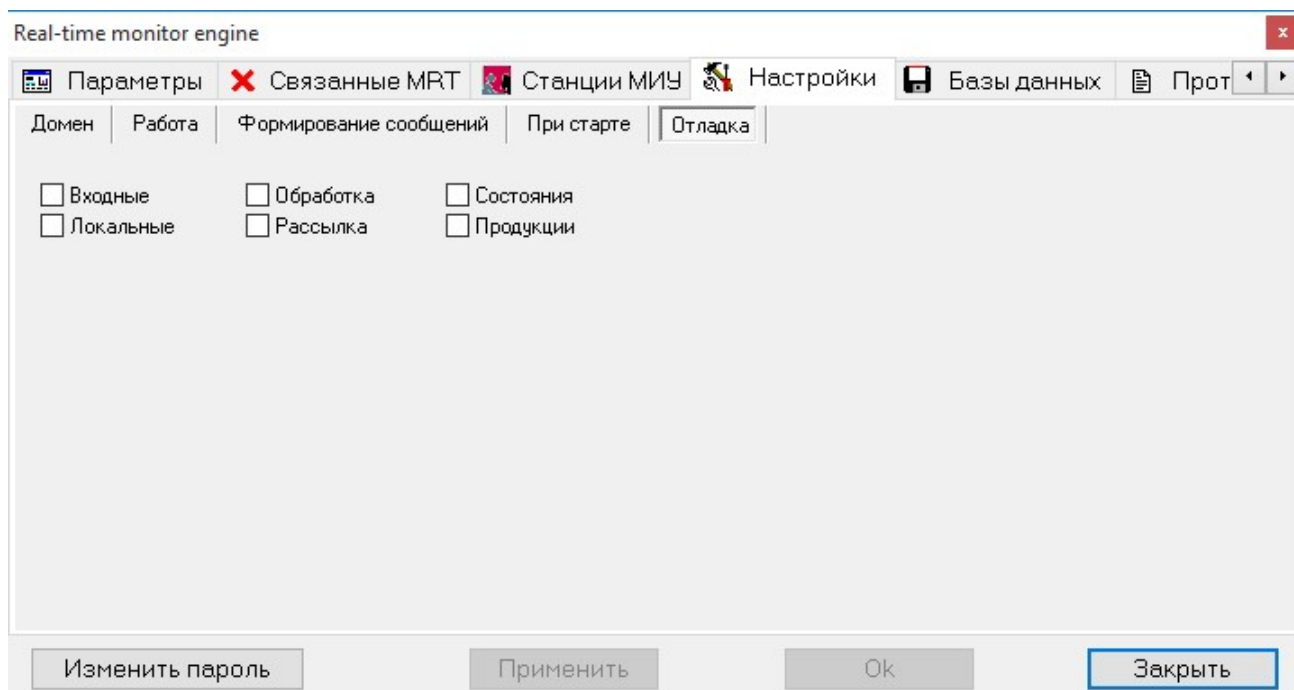 Real-time monitor engine
x
Параметры Связанные MRT Станции МИУ Настройки Базы данных Прот
Домен Работа Формирование сообщений При старте Отладка
Входные Обработка Состояния
Локальные Рассылка Продукции
Изменить пароль Применить Ok Закрыть